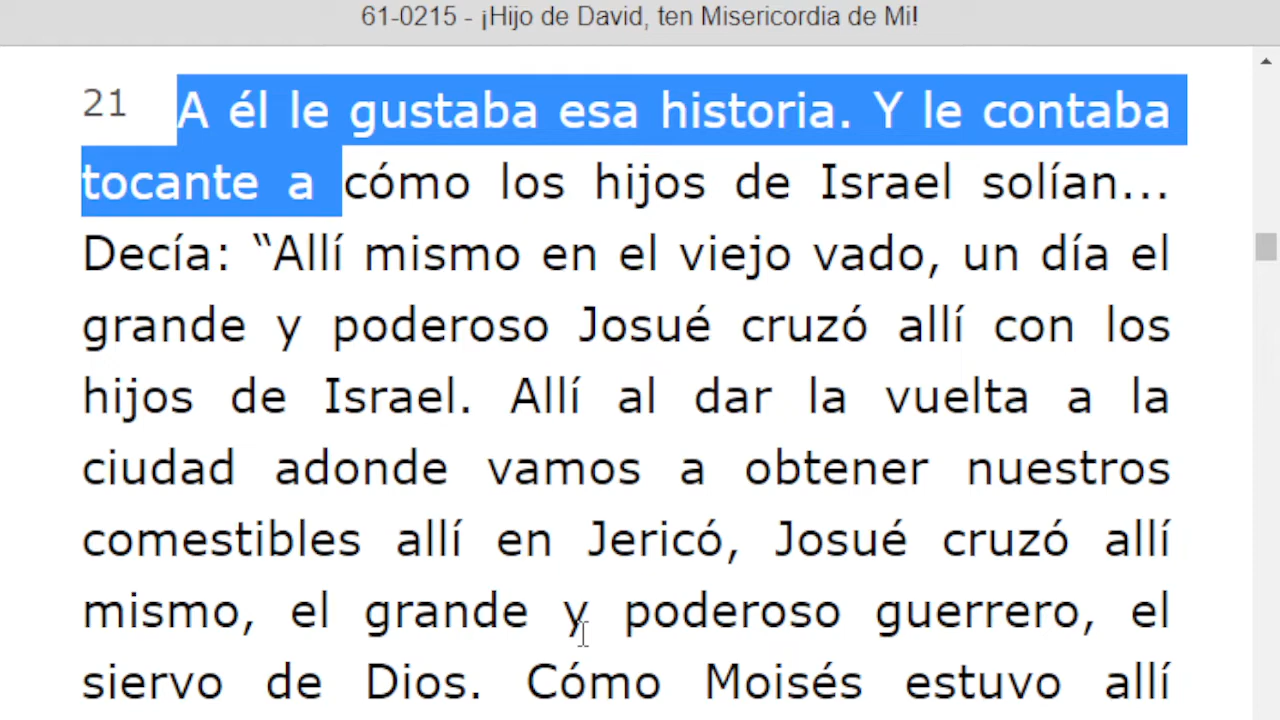 61-0215 - ¡Hijo de David, ten Misericordia de Mi!
21 A él le gustaba esa historia. Y le contaba
tocante a cómo los hijos de Israel solían...
Decía: “Allí mismo en el viejo vado, un día el
grande y poderoso Josué cruzó allí con los
hijos de Israel. Allí al dar la vuelta a la
ciudad adonde vamos a obtener nuestros
comestibles allí en Jericó, Josué cruzó allí
mismo, el grande y poderoso guerrero, el
siervo de Dios. Cómo Moisés estuvo allí